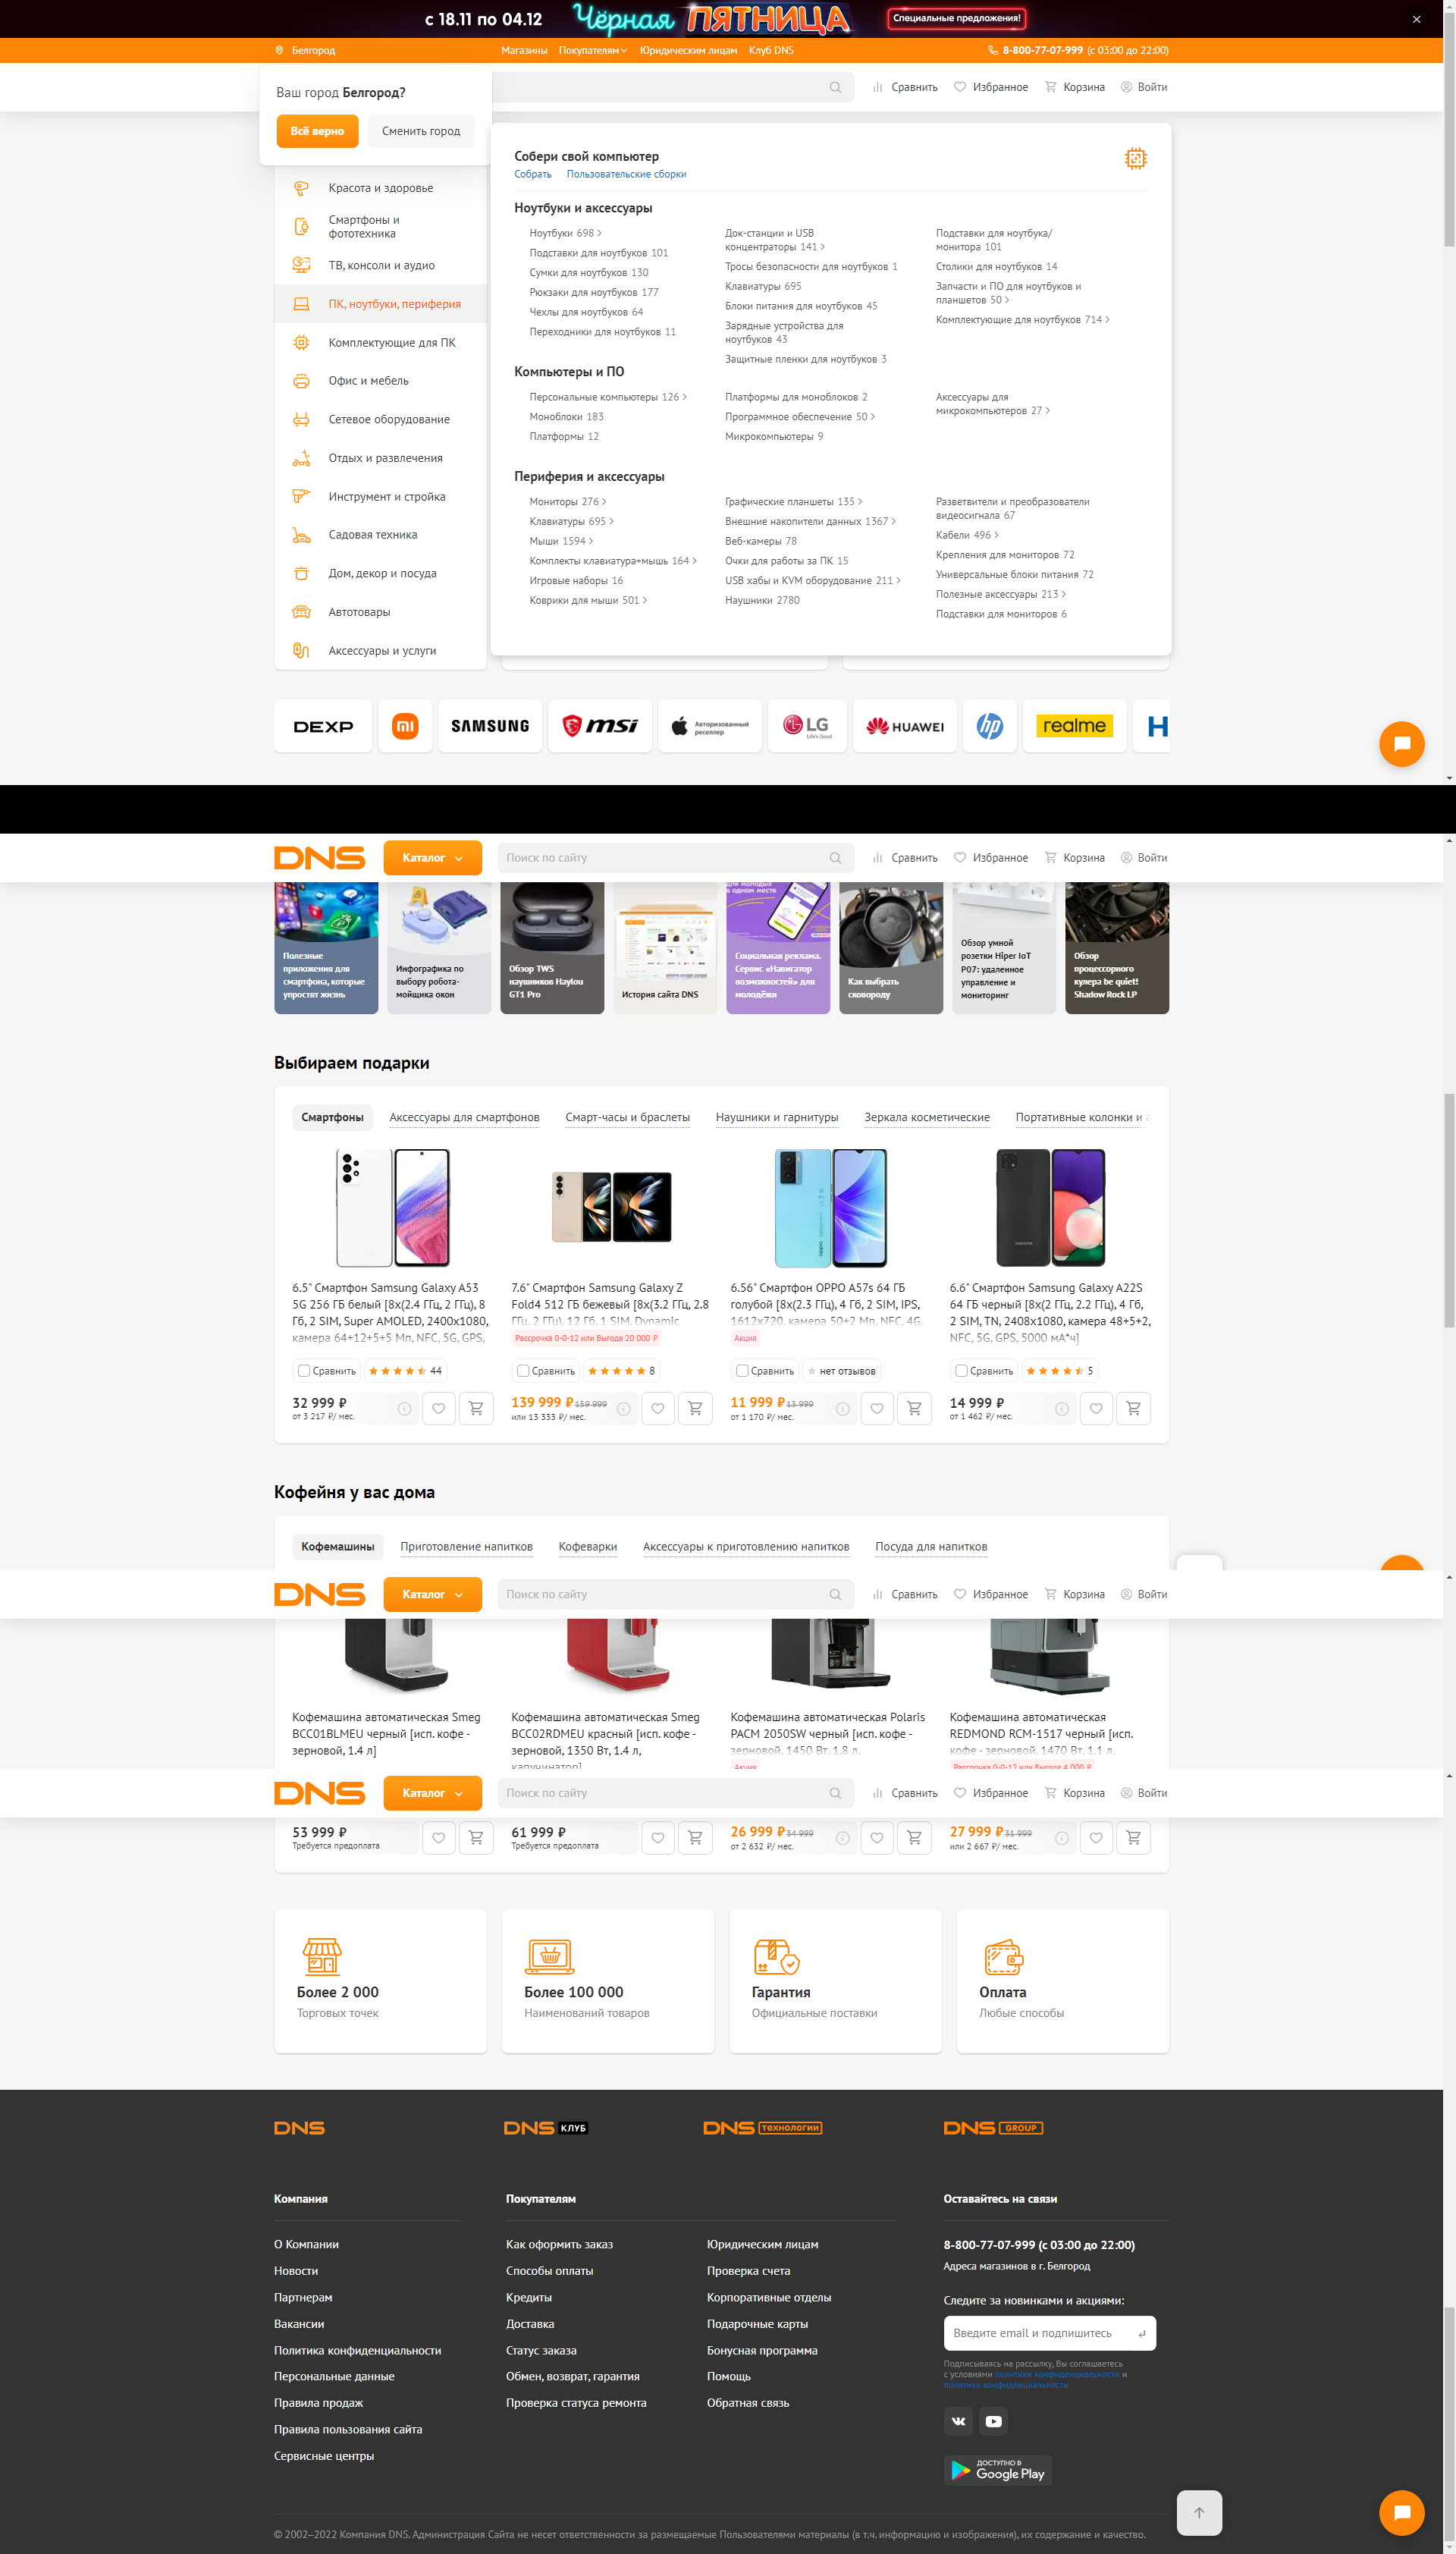 с 18.11 по 04.12 Чёрная ПЯТНИЦА Специальные предложения!
Белгород Магазины Покупателям Юридическим лицам Клуб DNS 8-800-77-07-999 (с 03:00 до 22:00)
Сравнить Избранное Корзина Войти
Ваш город Белгород?
Всё верно Сменить город
Красота и здоровье
Смартфоны и
фототехника
ТВ, консоли и аудио
ПК, ноутбуки, периферия
Комплектующие для ПК
Офис и мебель
Сетевое оборудование
Отдых и развлечения
Инструмент и стройка
Садовая техника
Дом, декор и посуда
Автотовары
Аксессуары и услуги
Собери свой компьютер
Собрать Пользовательские сборки
Ноутбуки и аксессуары
Ноутбуки 698
Подставки для ноутбуков 101
Сумки для ноутбуков 130
Рюкзаки для ноутбуков 177
Чехлы для ноутбуков 64
Переходники для ноутбуков 11
Док-станции и USB
концентраторы 141
Тросы безопасности для ноутбуков 1
Клавиатуры 695
Блоки питания для ноутбуков 45
Зарядные устройства для
ноутбуков 43
Защитные пленки для ноутбуков 3
Подставки для ноутбука/
монитора 101
Столики для ноутбуков 14
Запчасти и ПО для ноутбуков и
планшетов 50
Комплектующие для ноутбуков 714
Компьютеры и ПО
Персональные компьютеры 126
Моноблоки 183
Платформы 12
Платформы для моноблоков 2
Программное обеспечение 50
Микрокомпьютеры 9
Аксессуары для
микрокомпьютеров 27
Периферия и аксессуары
Мониторы 276
Клавиатуры 695
Мыши 1594
Комплекты клавиатура+мышь 164
Игровые наборы 16
Коврики для мыши 501
Графические планшеты 135
Внешние накопители данных 1367
Веб-камеры 78
Очки для работы за ПК 15
USB хабы и KVM оборудование 211
Наушники 2780
Разветвители и преобразователи
видеосигнала 67
Кабели 496
Крепления для мониторов 72
Универсальные блоки питания 72
Полезные аксессуары 213
Подставки для мониторов 6
DEXP mi SAMSUNG msi Авторизованный реселлер LG Life's Good HUAWEI hp realme H
DNS Каталог Поиск по сайту Сравнить Избранное Корзина Войти
Полезные
приложения для
смартфона, которые
упростят жизнь
Инфографика по
выбору робота-
мойщика окон
Обзор TWS
наушников Haylou
GT1 Pro
История сайта DNS
для молодых
в одном месте
Социальная реклама.
Сервис «Навигатор
возможностей» для
молодёжи
Как выбрать
сковороду
Обзор умной
розетки Hiper IoT
P07: удаленное
управление и
мониторинг
Обзор
процессорного
кулера be quiet!
Shadow Rock LP
Выбираем подарки
Смартфоны Аксессуары для смартфонов Смарт-часы и браслеты Наушники и гарнитуры Зеркала косметические Портативные колонки и а
6.5" Смартфон Samsung Galaxy A53
5G 256 ГБ белый [8x(2.4 ГГц, 2 ГГц), 8
Гб, 2 SIM, Super AMOLED, 2400x1080,
камера 64+12+5+5 Мп, NFC, 5G, GPS,
Сравнить 44
32 999 ₽
от 3 217 ₽/ мес.
7.6" Смартфон Samsung Galaxy Z
Fold4 512 ГБ бежевый [8x(3.2 ГГц, 2.8
ГГц, 2 ГГц), 12 Гб, 1 SIM, Dynamic
Рассрочка 0-0-12 или Выгода 20 000 ₽
Сравнить 8
139 999 ₽ 159 999
или 13 333 ₽/ мес.
6.56" Смартфон OPPO A57s 64 ГБ
голубой [8x(2.3 ГГц), 4 Гб, 2 SIM, IPS,
1612x720, камера 50+2 Мп, NFC, 4G,
Акция
Сравнить нет отзывов
11 999 ₽ 13 999
от 1 170 ₽/ мес.
6.6" Смартфон Samsung Galaxy A22S
64 ГБ черный [8x(2 ГГц, 2.2 ГГц), 4 Гб,
2 SIM, TN, 2408x1080, камера 48+5+2,
NFC, 5G, GPS, 5000 мА*ч]
Сравнить 5
14 999 ₽
от 1 462 ₽/ мес.
Кофейня у вас дома
Кофемашины Приготовление напитков Кофеварки Аксессуары к приготовлению напитков Посуда для напитков
DNS Каталог Поиск по сайту Сравнить Избранное Корзина Войти
Кофемашина автоматическая Smeg
BCC01BLMEU черный [исп. кофе -
зерновой, 1.4 л]
Кофемашина автоматическая Smeg
BCC02RDMEU красный [исп. кофе -
зерновой, 1350 Вт, 1.4 л,
капучинатор]
Кофемашина автоматическая Polaris
PACM 2050SW черный [исп. кофе -
зерновой, 1450 Вт, 1.8 л,
Акция
Кофемашина автоматическая
REDMOND RCM-1517 черный [исп.
кофе - зерновой, 1470 Вт, 1.1 л,
Рассрочка 0-0-12 или Выгода 4 000 ₽
DNS Каталог Поиск по сайту Сравнить Избранное Корзина Войти
53 999 ₽
Требуется предоплата
61 999 ₽
Требуется предоплата
26 999 ₽ 34 999
от 2 632 ₽/ мес.
27 999 ₽ 31 999
или 2 667 ₽/ мес.
Более 2 000
Торговых точек
Более 100 000
Наименований товаров
Гарантия
Официальные поставки
Оплата
Любые способы
DNS DNS КЛУБ DNS технологии DNS GROUP
Компания
О Компании
Новости
Партнерам
Вакансии
Политика конфиденциальности
Персональные данные
Правила продаж
Правила пользования сайта
Сервисные центры
Покупателям
Как оформить заказ
Способы оплаты
Кредиты
Доставка
Статус заказа
Обмен, возврат, гарантия
Проверка статуса ремонта
Юридическим лицам
Проверка счета
Корпоративные отделы
Подарочные карты
Бонусная программа
Помощь
Обратная связь
Оставайтесь на связи
8-800-77-07-999 (с 03:00 до 22:00)
Адреса магазинов в г. Белгород
Следите за новинками и акциями:
Введите email и подпишитесь
Подписываясь на рассылку, Вы соглашаетесь
с условиями политики конфиденциальности и
политики конфиденциальности
ДОСТУПНО В
Google Play
© 2002–2022 Компания DNS. Администрация Сайта не несет ответственности за размещаемые Пользователями материалы (в т.ч. информацию и изображения), их содержание и качество.